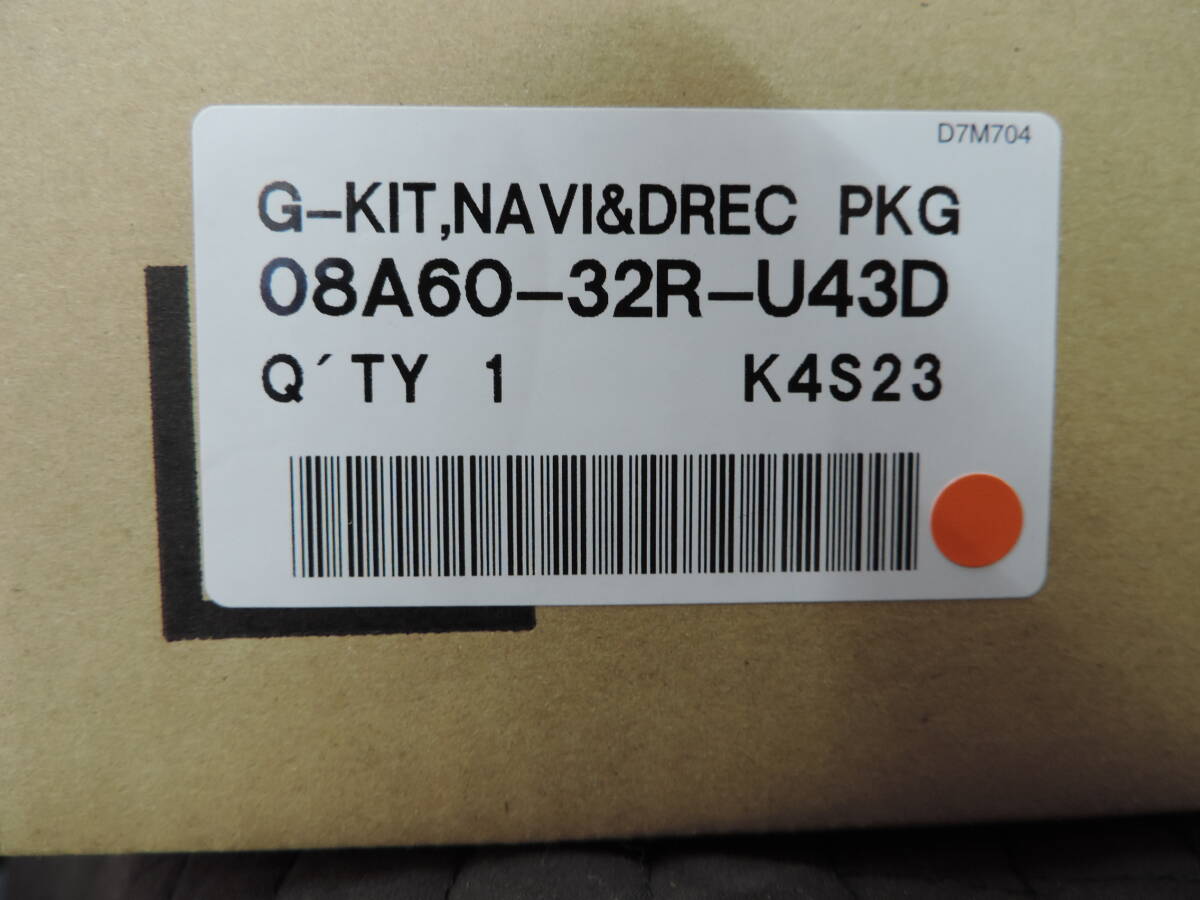 D7M704
G-KIT,NAVI&DREC PKG
08A60-32R-U43D
Q´TY 1 K4S23